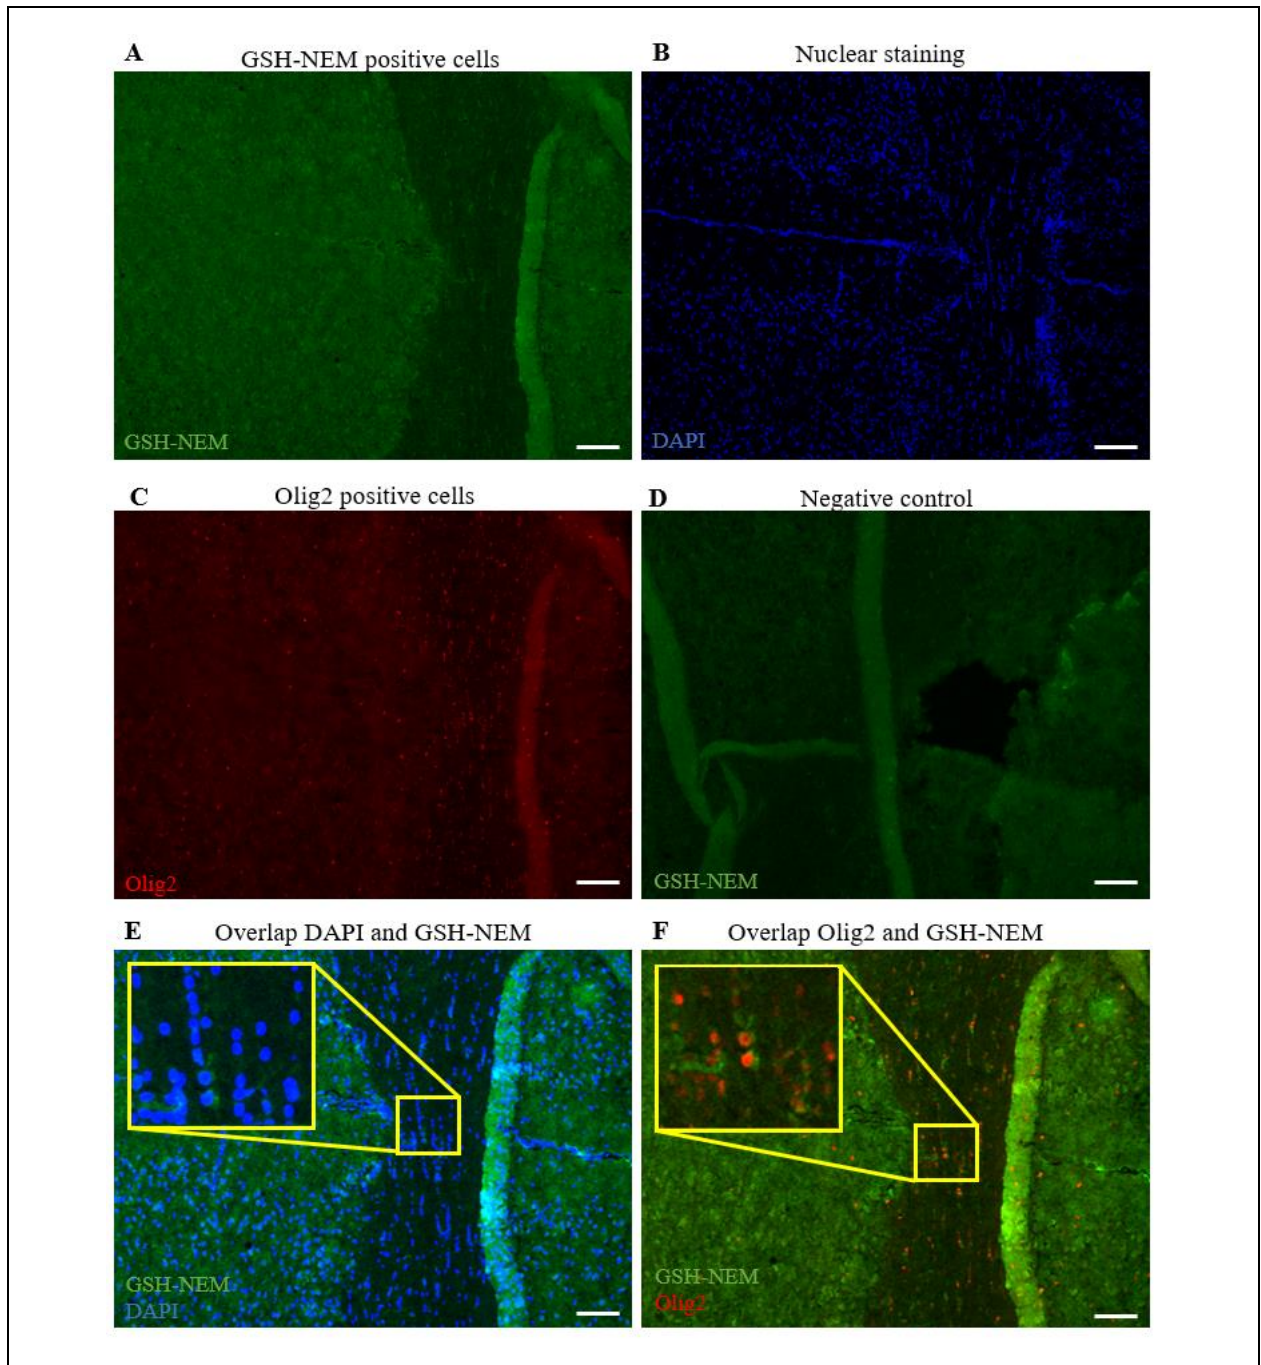 A
GSH-NEM positive cells
B
Nuclear staining
GSH-NEM
DAPI
C
Olig2 positive cells
D
Negative control
Olig2
GSH-NEM
E
Overlap DAPI and GSH-NEM
F
Overlap Olig2 and GSH-NEM
GSH-NEM
DAPI
GSH-NEM
Olig2